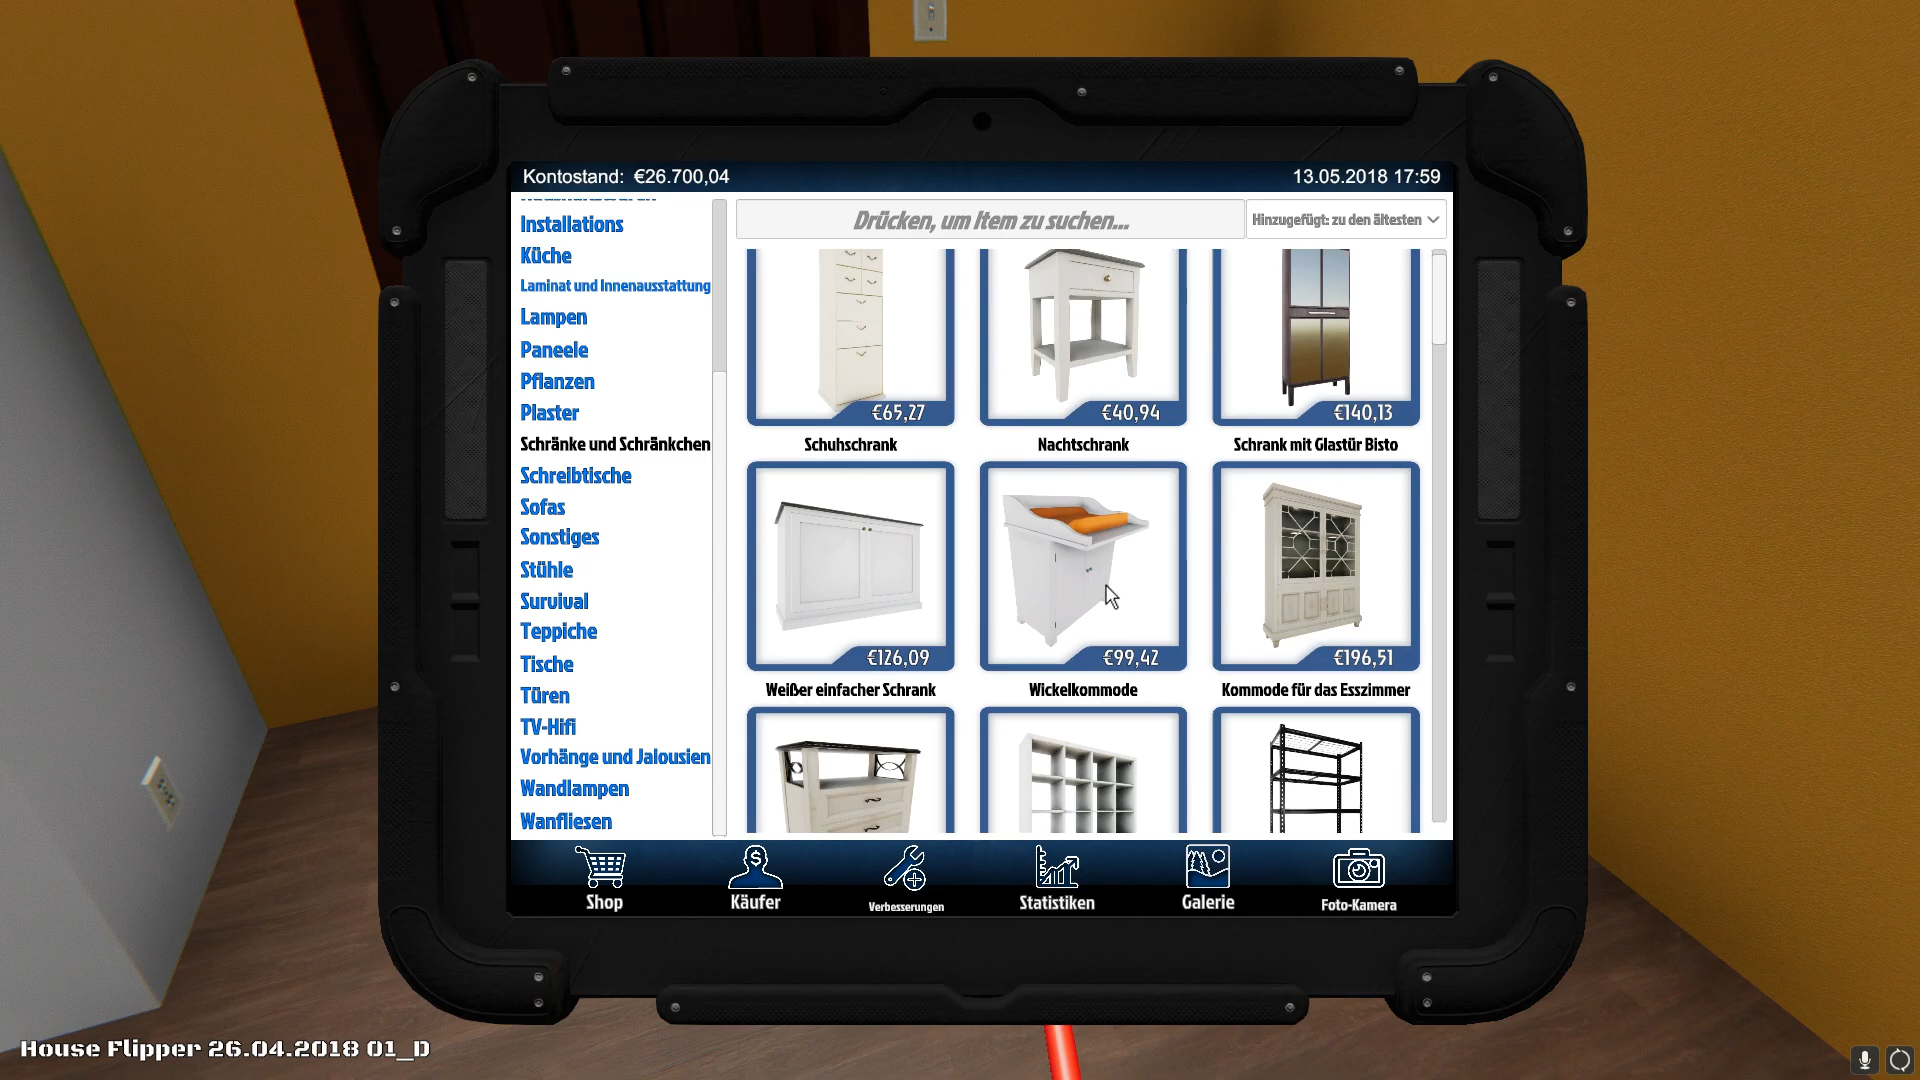 Kontostand: €26.700,04
13.05.2018 17:59
Installations
Küche
Laminat und Innenausstattung
Lampen
Paneele
Pflanzen
Plaster
Schränke und Schränkchen
Schreibtische
Sofas
Sonstiges
Stühle
Survival
Teppiche
Tische
Türen
TV-Hifi
Vorhänge und Jalousien
Wandlampen
Wanfliesen
Drücken, um Item zu suchen...
Hinzugefügt: zu den ältesten
€65,27
€40,94
€140,13
Schuhschrank
Nachtschrank
Schrank mit Glastür Bisto
€126,09
€99,42
€196,51
Weißer einfacher Schrank
Wickelkommode
Kommode für das Esszimmer
Shop
Käufer
Verbesserungen
Statistiken
Galerie
Foto-Kamera
House Flipper 26.04.2018 01_D